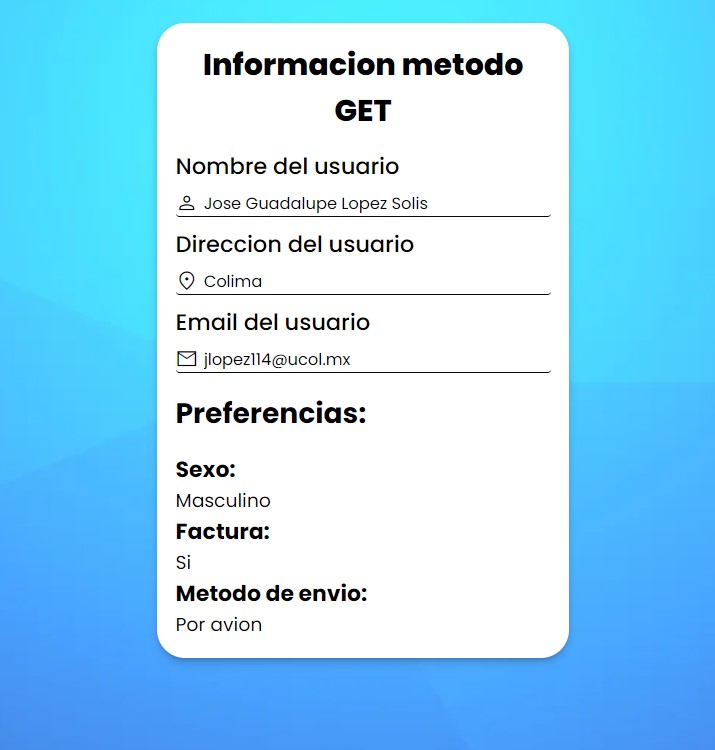 Informacion metodo
GET
Nombre del usuario
Jose Guadalupe Lopez Solis
Direccion del usuario
Colima
Email del usuario
jlopez114@ucol.mx
Preferencias:
Sexo:
Masculino
Factura:
Si
Metodo de envio:
Por avion